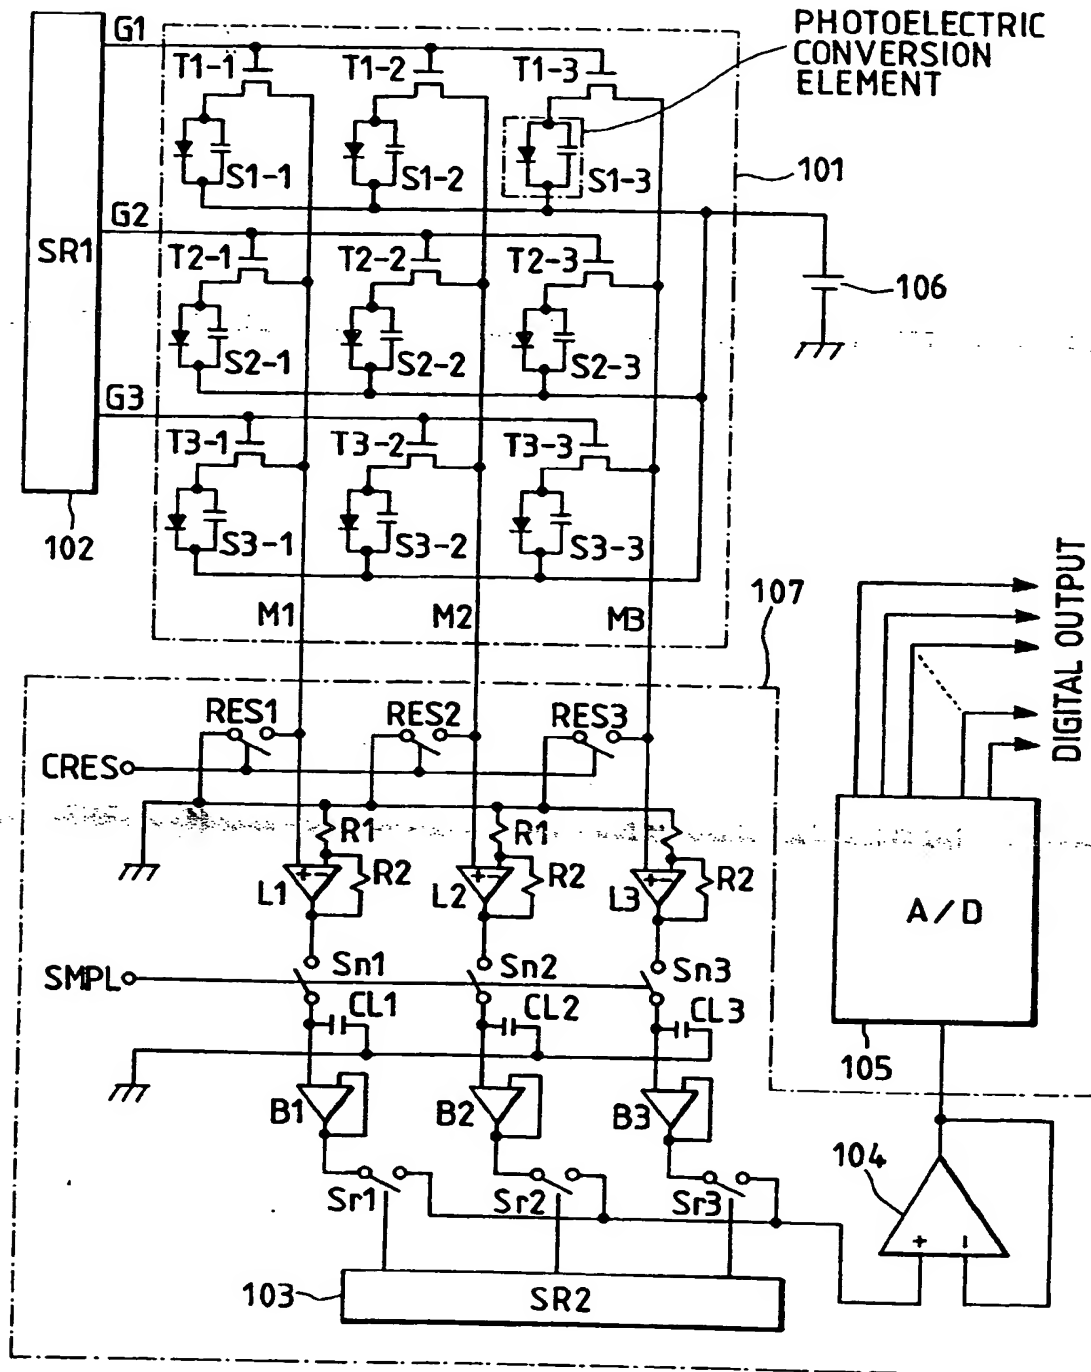 PHOTOELECTRIC
CONVERSION
ELEMENT
G1
T1-1
T1-2
T1-3
S1-1
S1-2
S1-3
101
SR1
G2
T2-1
T2-2
T2-3
106
S2-1
S2-2
S2-3
G3
T3-1
T3-2
T3-3
102
S3-1
S3-2
S3-3
M1
M2
M3
107
DIGITAL OUTPUT
RES1
RES2
RES3
CRES
R1
R1
+ -
+ -
+ -
R2
R2
R2
L1
L2
L3
A/D
SMPL
Sn1
Sn2
Sn3
CL1
CL2
CL3
105
B1
B2
B3
104
Sr1
Sr2
Sr3
+ -
103
SR2